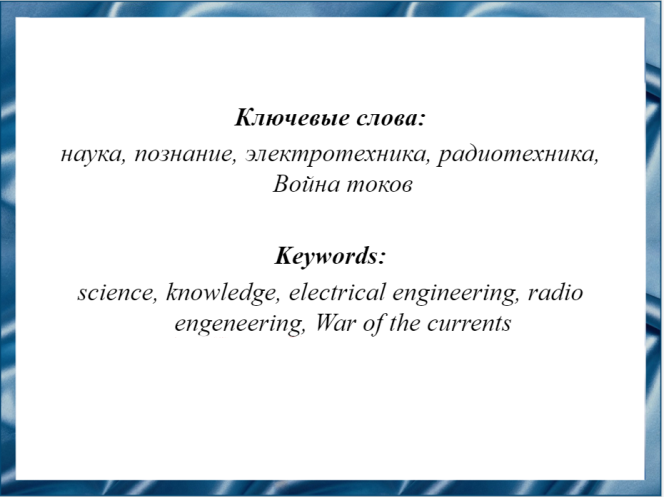 Ключевые слова:
наука, познание, электротехника, радиотехника,
Война токов
Keywords:
science, knowledge, electrical engineering, radio
engeneering, War of the currents